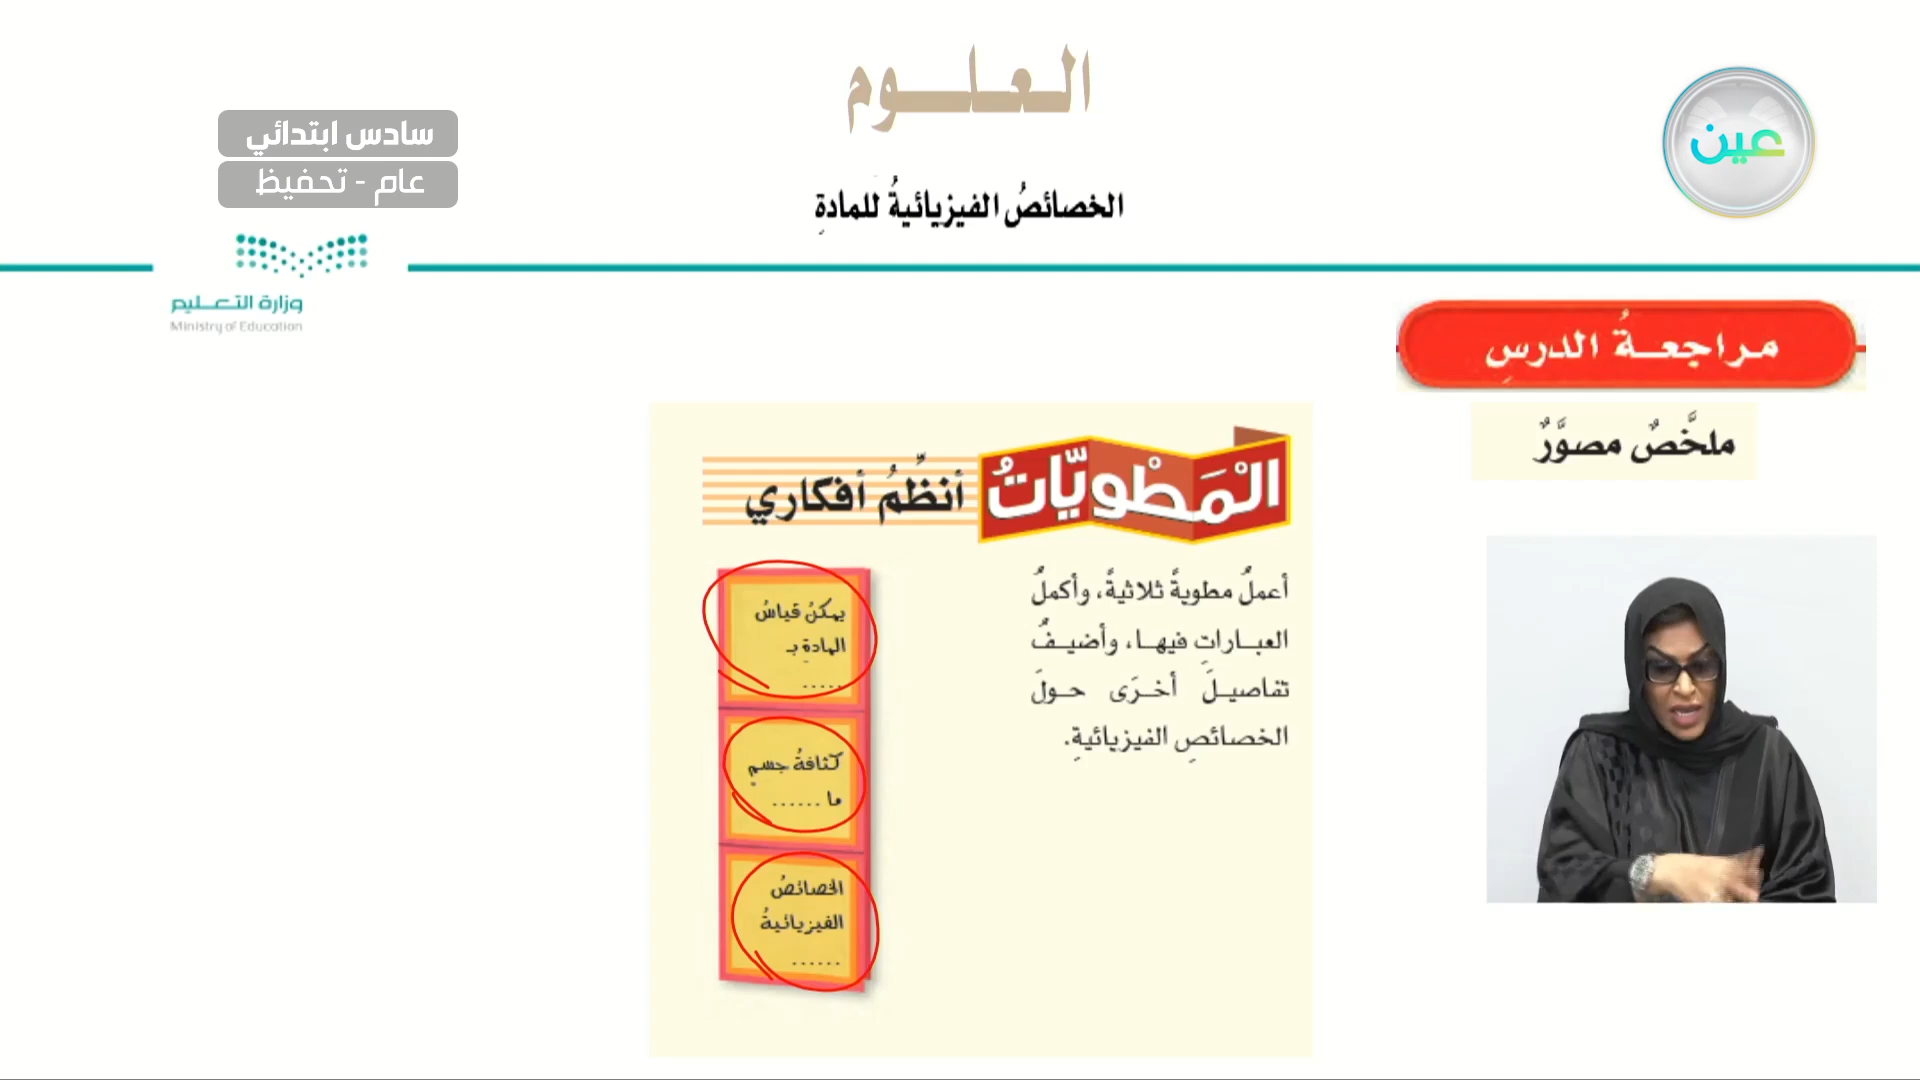 العلوم
سادس ابتدائي
عام - تحفيظ
عين
الخصائصُ الفيزيائيةُ للمادةِ
وزارة التعليم
Ministry of Education
مراجعةُ الدرسِ
ملخَّصٌ مصوَّرٌ
المَطْويّاتُ أنظِّمُ أفكاري
أعملُ مطويةً ثلاثيةً، وأكملُ
العباراتِ فيها، وأضيفُ
تفاصيلَ أخرَى حولَ
الخصائصِ الفيزيائيةِ.
يمكنُ قياسُ
المادةِ بـ
.....
كثافةُ جسمٍ
ما ......
الخصائصُ
الفيزيائيةُ
......